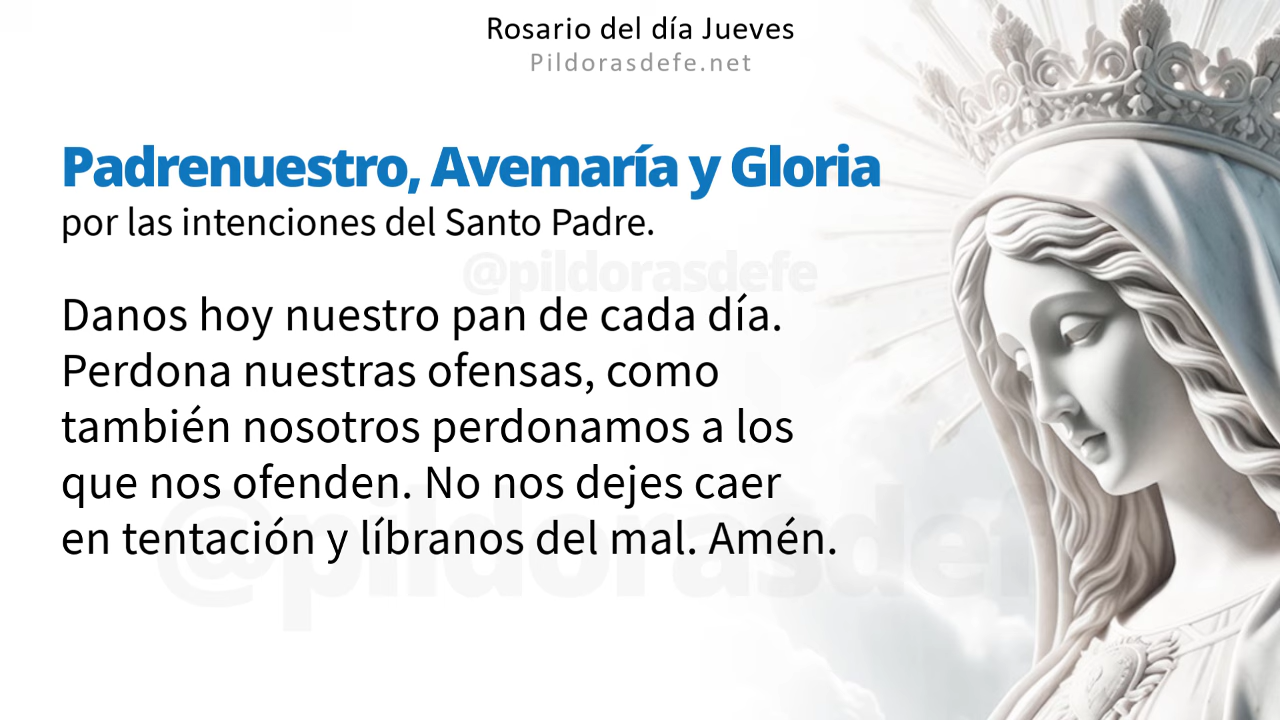 Rosario del día Jueves
Pildorasdefe.net
Padrenuestro, Avemaría y Gloria
por las intenciones del Santo Padre.
@pildorasdefe
Danos hoy nuestro pan de cada día.
Perdona nuestras ofensas, como
también nosotros perdonamos a los
que nos ofenden. No nos dejes caer
en tentación y líbranos del mal. Amén.
@pildorasdef